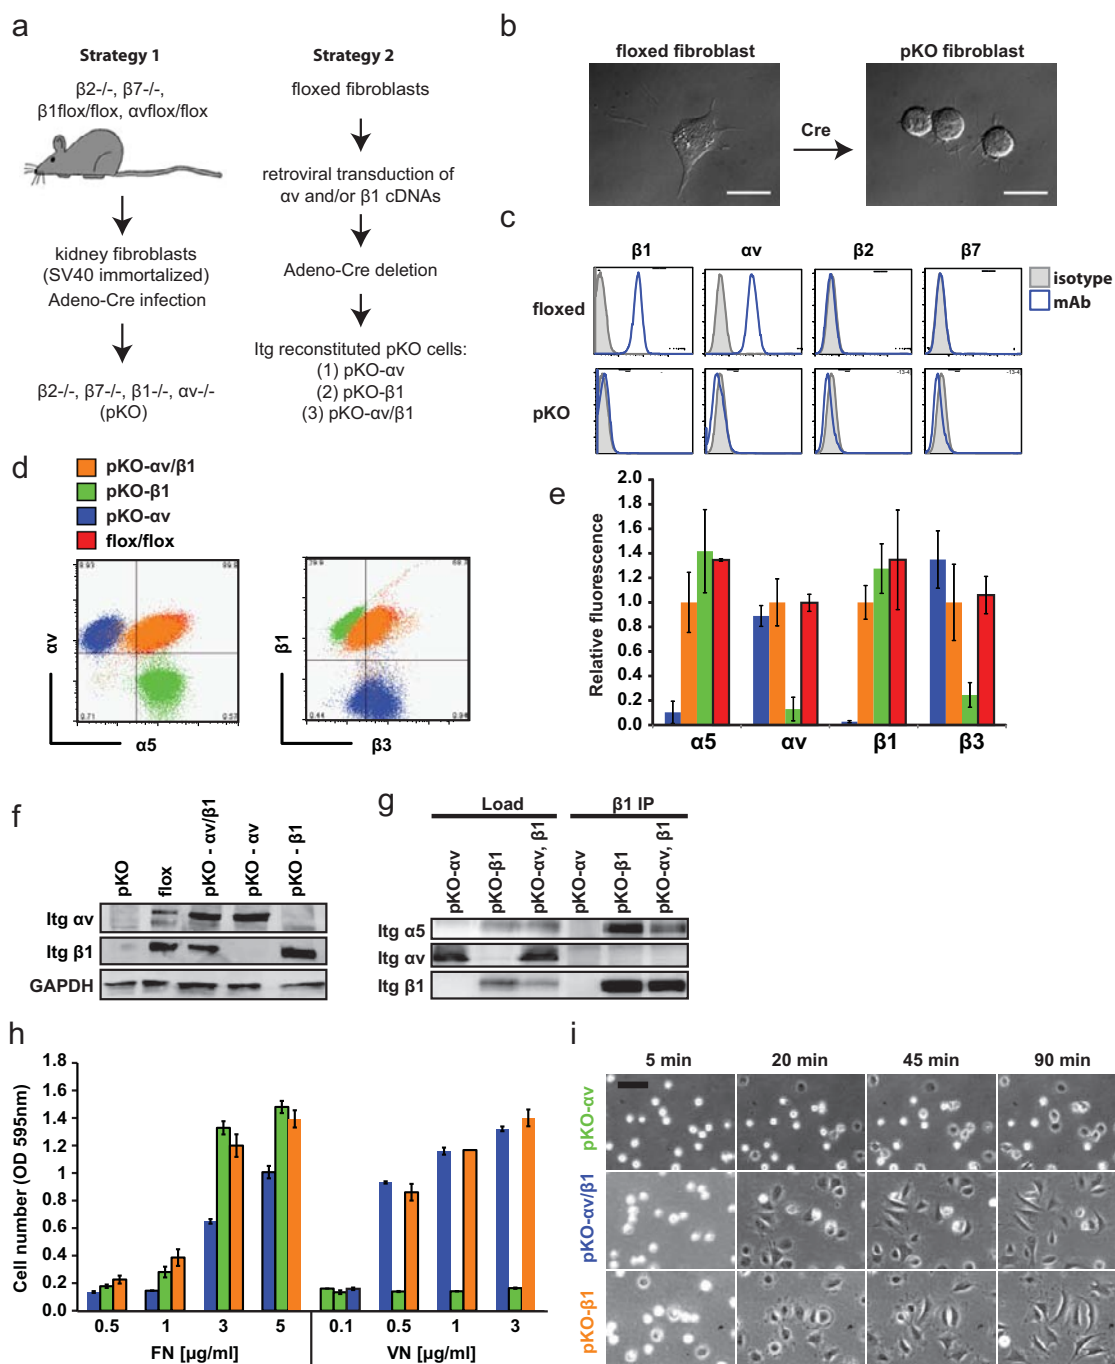 a
Strategy 1
β2-/-, β7-/-,
β1flox/flox, αvflox/flox
kidney fibroblasts
(SV40 immortalized)
Adeno-Cre infection
β2-/-, β7-/-, β1-/-, αv-/-
(pKO)
Strategy 2
floxed fibroblasts
retroviral transduction of
αv and/or β1 cDNAs
Adeno-Cre deletion
Itg reconstituted pKO cells:
(1) pKO-αv
(2) pKO-β1
(3) pKO-αv/β1
b
floxed fibroblast
Cre
pKO fibroblast
c
β1 αv β2 β7
floxed
pKO
isotype
mAb
d
pKO-αv/β1
pKO-β1
pKO-αv
flox/flox
αv
α5
β1
β3
e
Relative fluorescence
2.0
1.8
1.6
1.4
1.2
1.0
0.8
0.6
0.4
0.2
0.0
α5 αv β1 β3
f
pKO flox pKO - αv/β1 pKO - αv pKO - β1
Itg αv
Itg β1
GAPDH
g
Load β1 IP
pKO-αv pKO-β1 pKO-αv, β1 pKO-αv pKO-β1 pKO-αv, β1
Itg α5
Itg αv
Itg β1
h
Cell number (OD 595nm)
1.8
1.6
1.4
1.2
1
0.8
0.6
0.4
0.2
0.0
0.5 1 3 5 0.1 0.5 1 3
FN [µg/ml] VN [µg/ml]
i
5 min 20 min 45 min 90 min
pKO-αv
pKO-αv/β1
pKO-β1